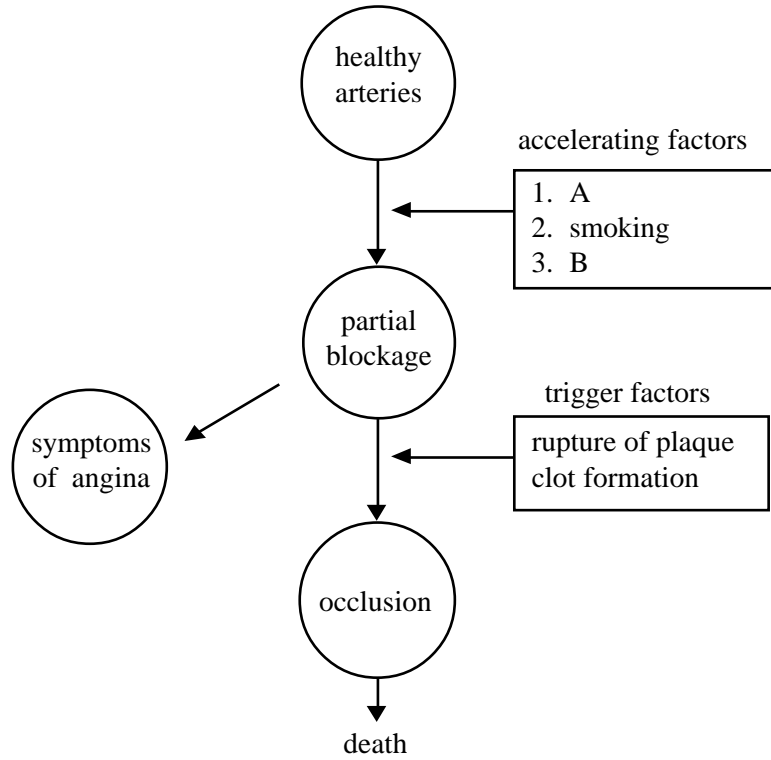 healthy
arteries
accelerating factors
1. A
2. smoking
3. B
partial
blockage
trigger factors
rupture of plaque
clot formation
symptoms
of angina
occlusion
death